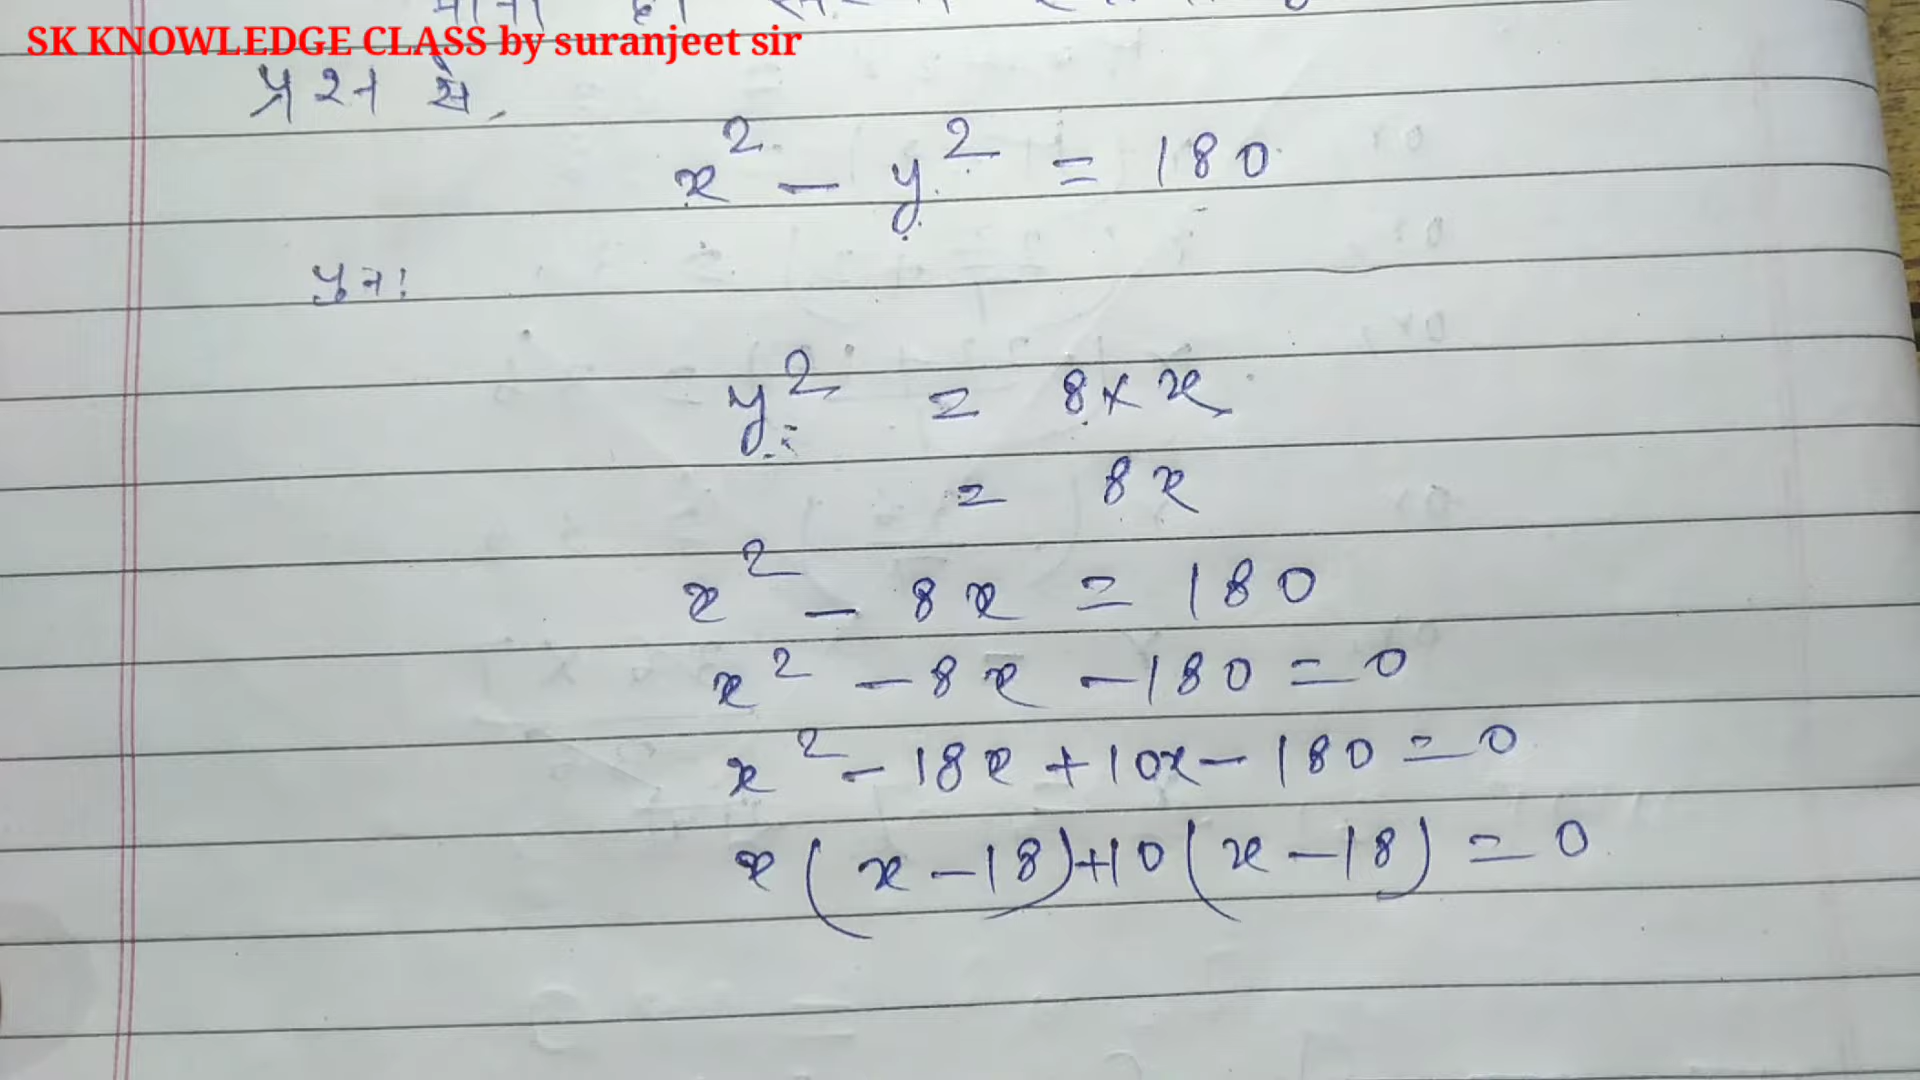 SK KNOWLEDGE CLASS by suranjeet sir
प्रश्न से,
x² - y² = 180
पुनः
y² = 8 × x
= 8x
x² - 8x = 180
x² - 8x - 180 = 0
x² - 18x + 10x - 180 = 0
x(x - 18) + 10(x - 18) = 0